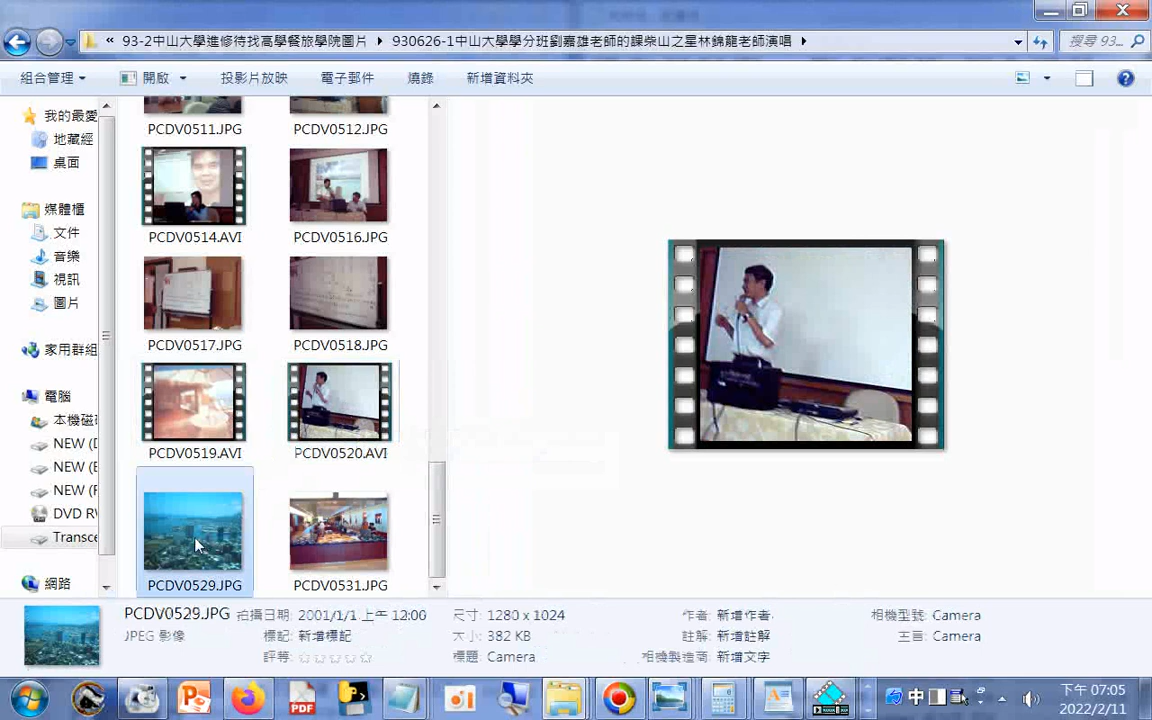 « 93-2中山大學進修待找高學餐旅學院圖片 ▸ 930626-1中山大學學分班劉嘉雄老師的課柴山之星林錦龍老師演唱 ▸
搜尋 93...
組合管理 開啟 投影片放映 電子郵件 燒錄 新增資料夾
我的最愛
地藏經
桌面
媒體櫃
文件
音樂
視訊
圖片
家用群組
電腦
本機磁
NEW (D
NEW (E
NEW (F
DVD RW
Transce
網路
PCDV0511.JPG PCDV0512.JPG
PCDV0514.AVI PCDV0516.JPG
PCDV0517.JPG PCDV0518.JPG
PCDV0519.AVI PCDV0520.AVI
PCDV0529.JPG PCDV0531.JPG
PCDV0529.JPG 拍攝日期: 2001/1/1 上午 12:06 尺寸: 1280 x 1024 作者: 新增作者 相機型號: Camera
JPEG 影像 標記: 新增標記 大小: 382 KB 註解: 新增註解 主旨: Camera
評等: 標題: Camera 相機製造商: 新增文字
PDF
中
下午 07:05
2022/2/11